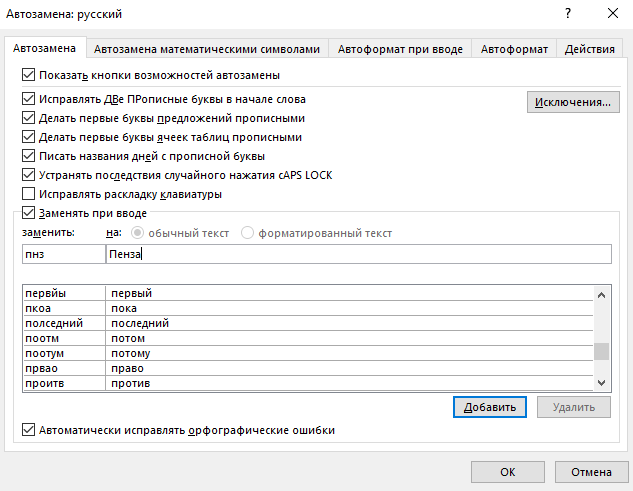 Автозамена: русский
Автозамена Автозамена математическими символами Автоформат при вводе Автоформат Действия
Показать кнопки возможностей автозамены
Исправлять ДВе ПРописные буквы в начале слова Исключения...
Делать первые буквы предложений прописными
Делать первые буквы ячеек таблиц прописными
Писать названия дней с прописной буквы
Устранять последствия случайного нажатия cAPS LOCK
Исправлять раскладку клавиатуры
Заменять при вводе
заменить: на: обычный текст форматированный текст
пнз Пенза
первйы первый
пкоа пока
полседний последний
поотм потом
поотум потому
првао право
проитв против
Добавить Удалить
Автоматически исправлять орфографические ошибки
ОК Отмена